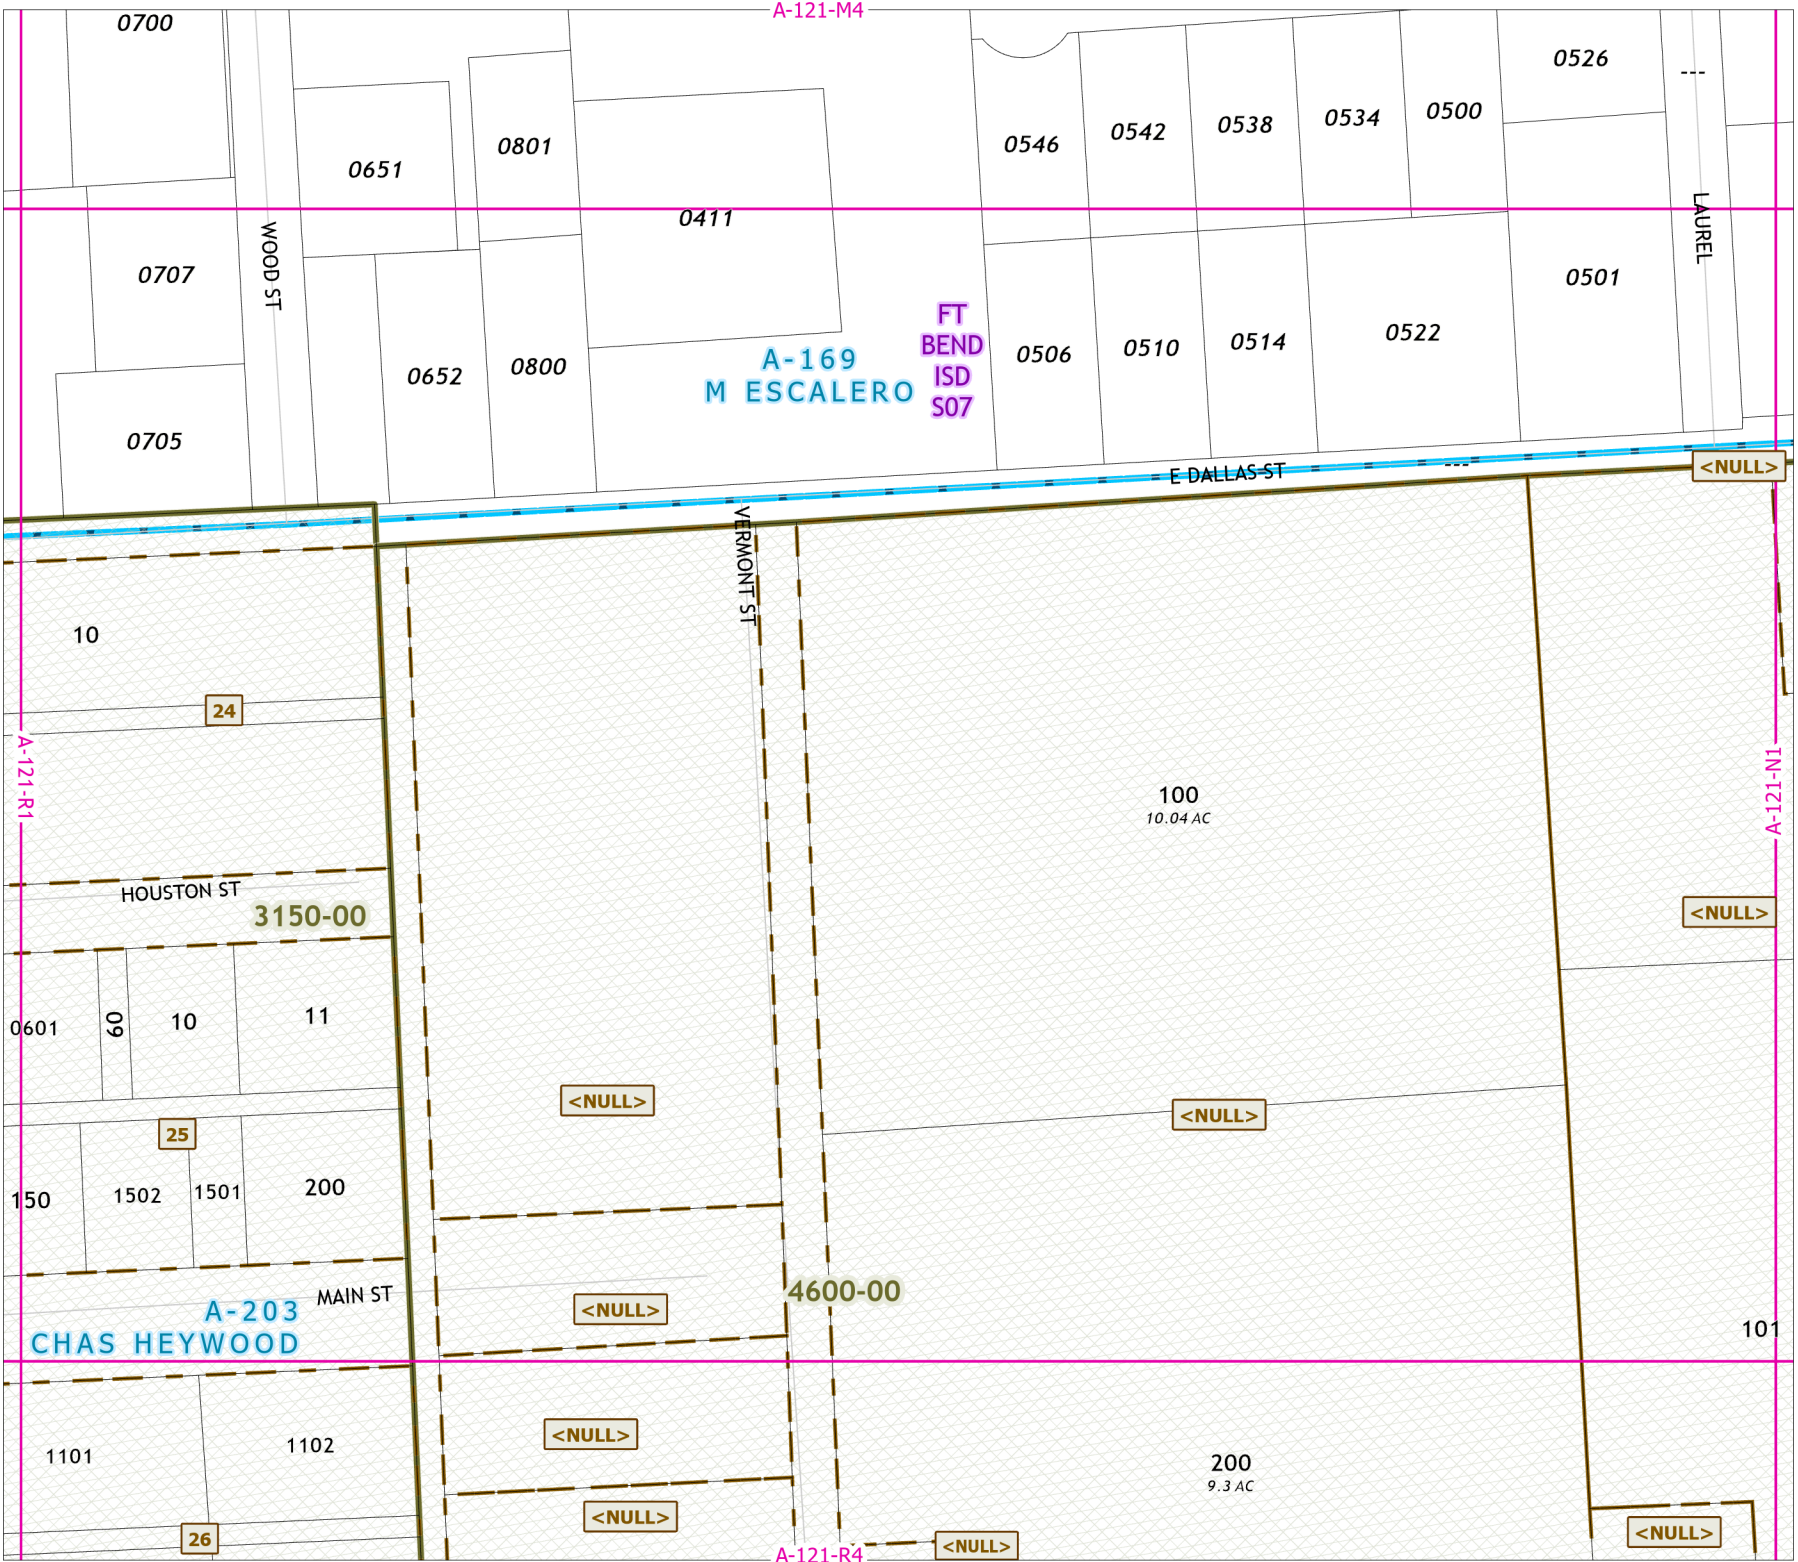 A-121-M4
0700
0526
---
0801
0546
0542
0538
0534
0500
0651
0411
WOOD ST
LAUREL
0707
0501
FT
BEND
ISD
S07
A-169
M ESCALERO
0652
0800
0506
0510
0514
0522
0705
E DALLAS ST
---
<NULL>
VERMONT ST
10
24
A-121-R1
A-121-N1
100
10.04 AC
HOUSTON ST
3150-00
<NULL>
0601
09
10
11
<NULL>
<NULL>
25
150
1502
1501
200
MAIN ST
4600-00
A-203
CHAS HEYWOOD
<NULL>
101
1101
1102
<NULL>
200
9.3 AC
<NULL>
<NULL>
26
<NULL>
A-121-R4